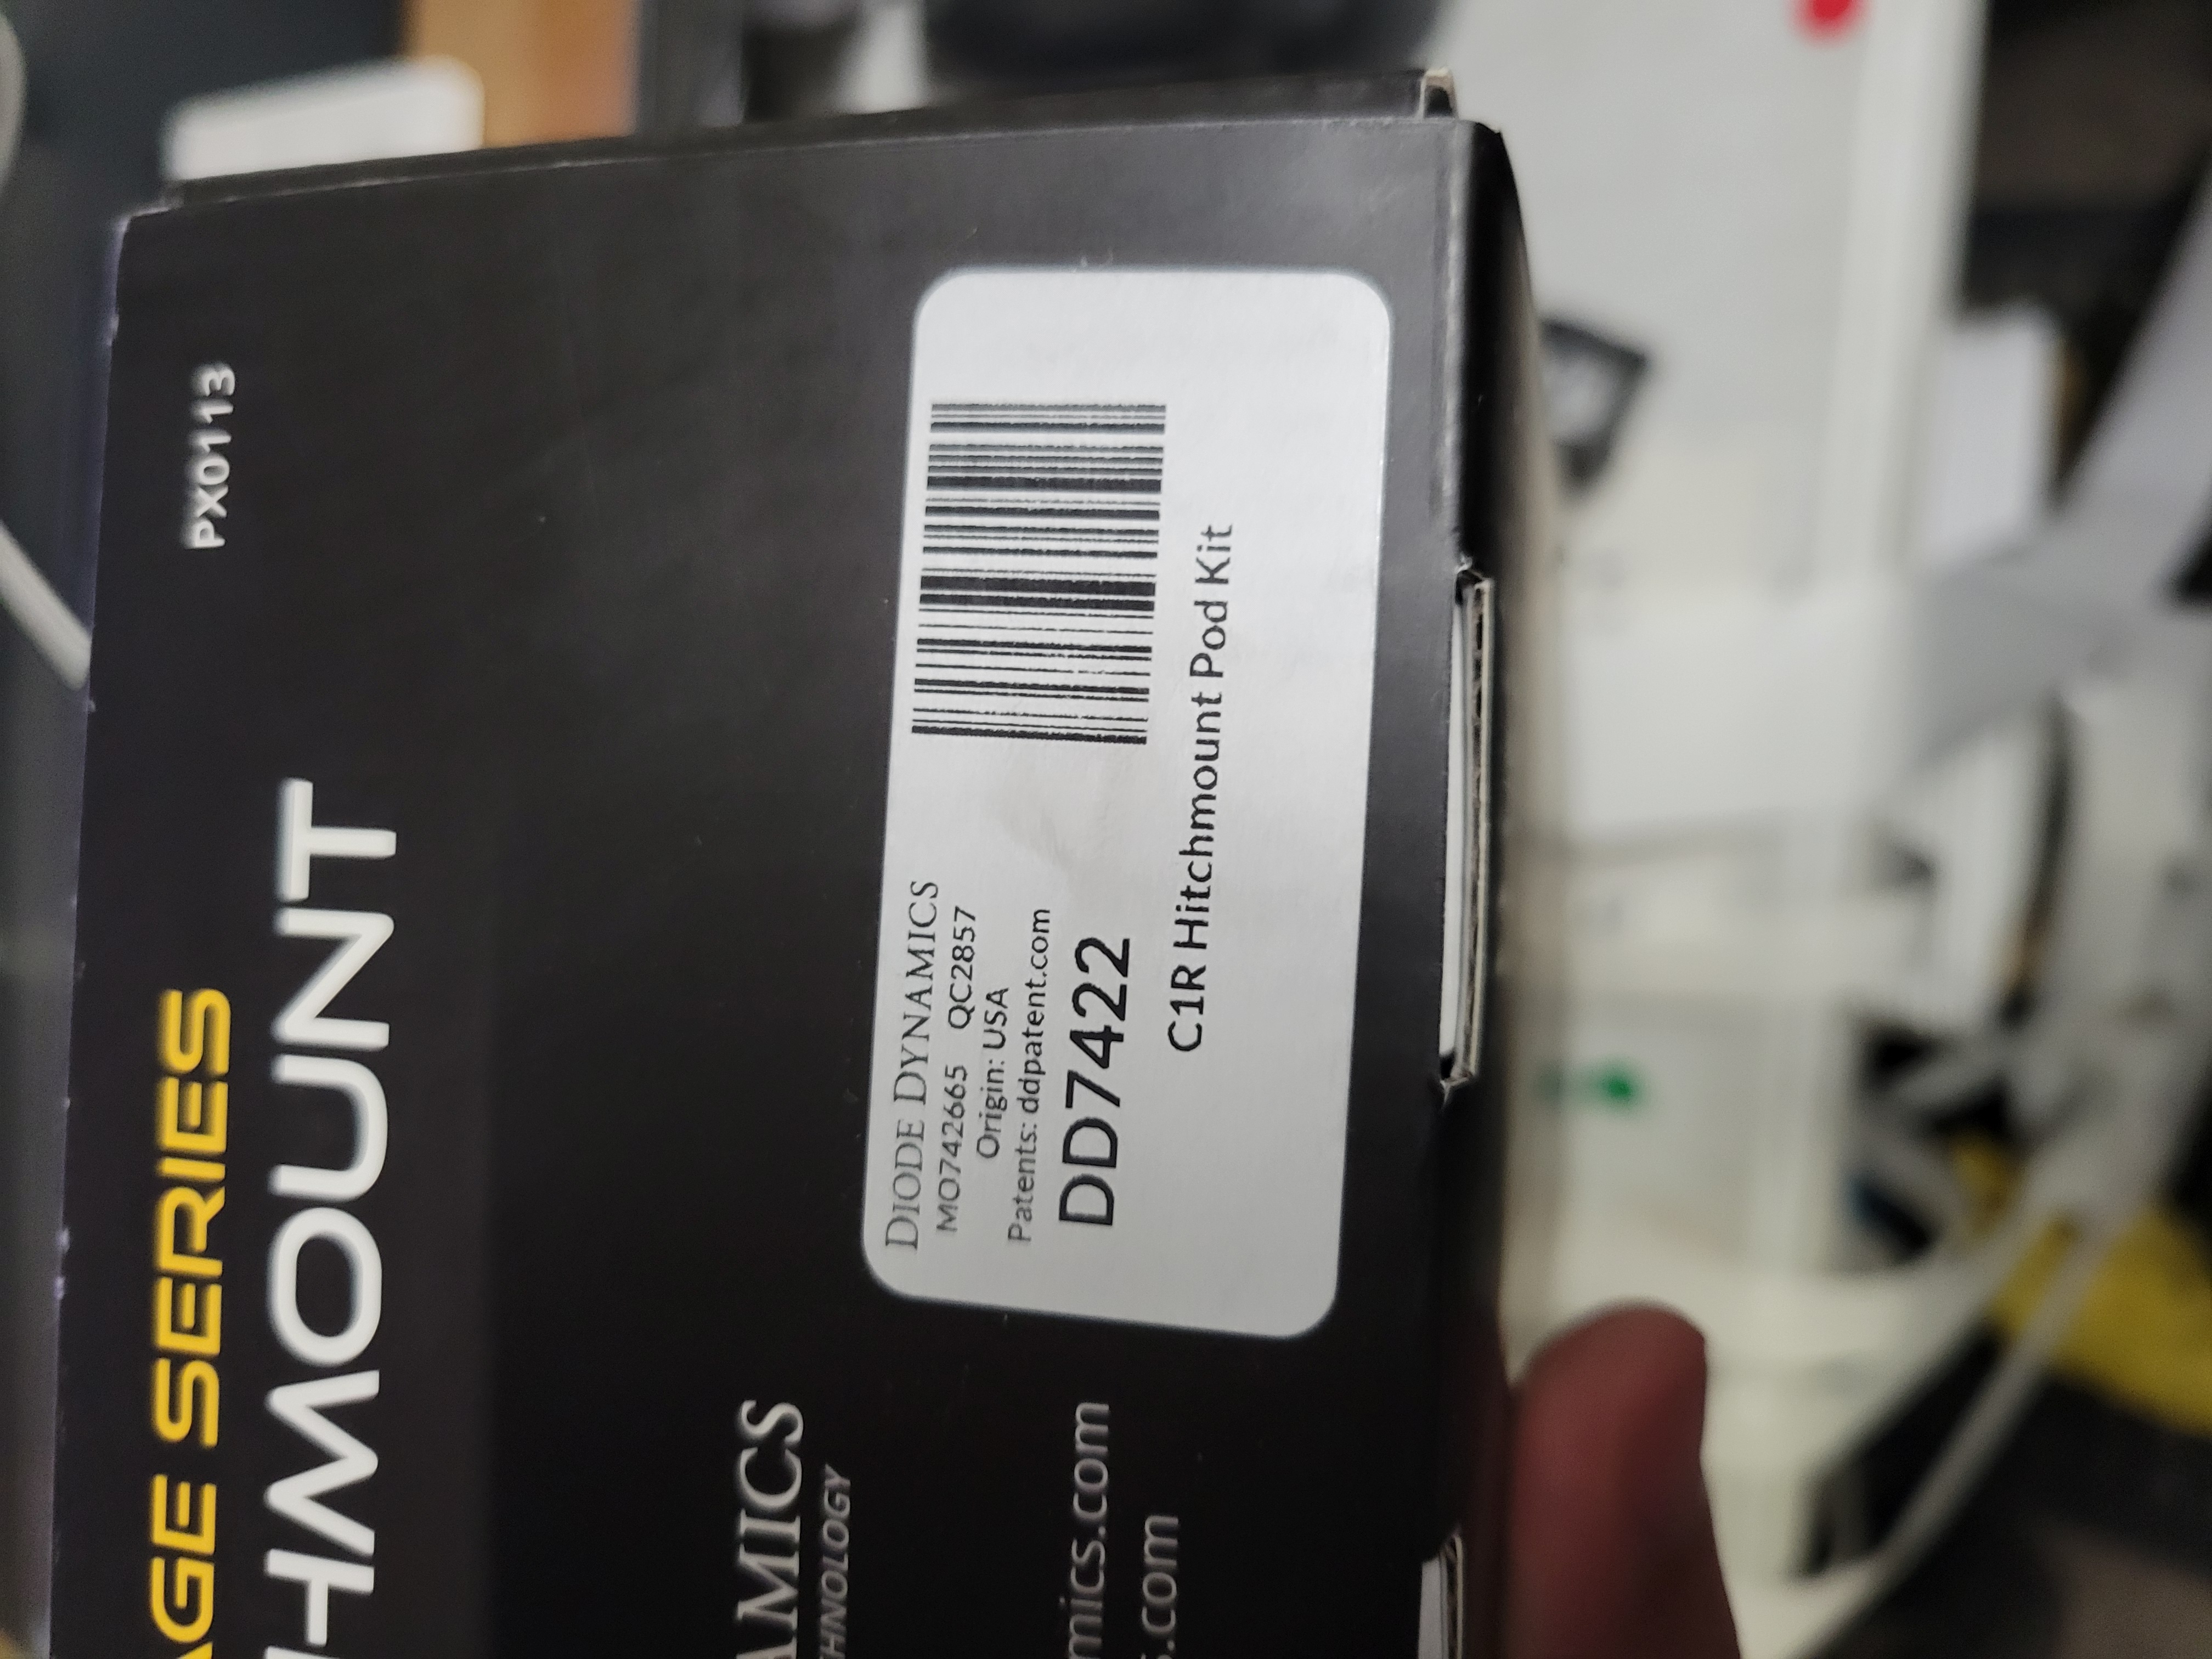 PX0113
AGE SERIES
HMOUNT
DIODE DYNAMICS
MO742665 QC2857
Origin: USA
Patents: ddpatent.com
DD7422
C1R Hitchmount Pod Kit
AMICS
HNOLOGY
mics.com
s.com